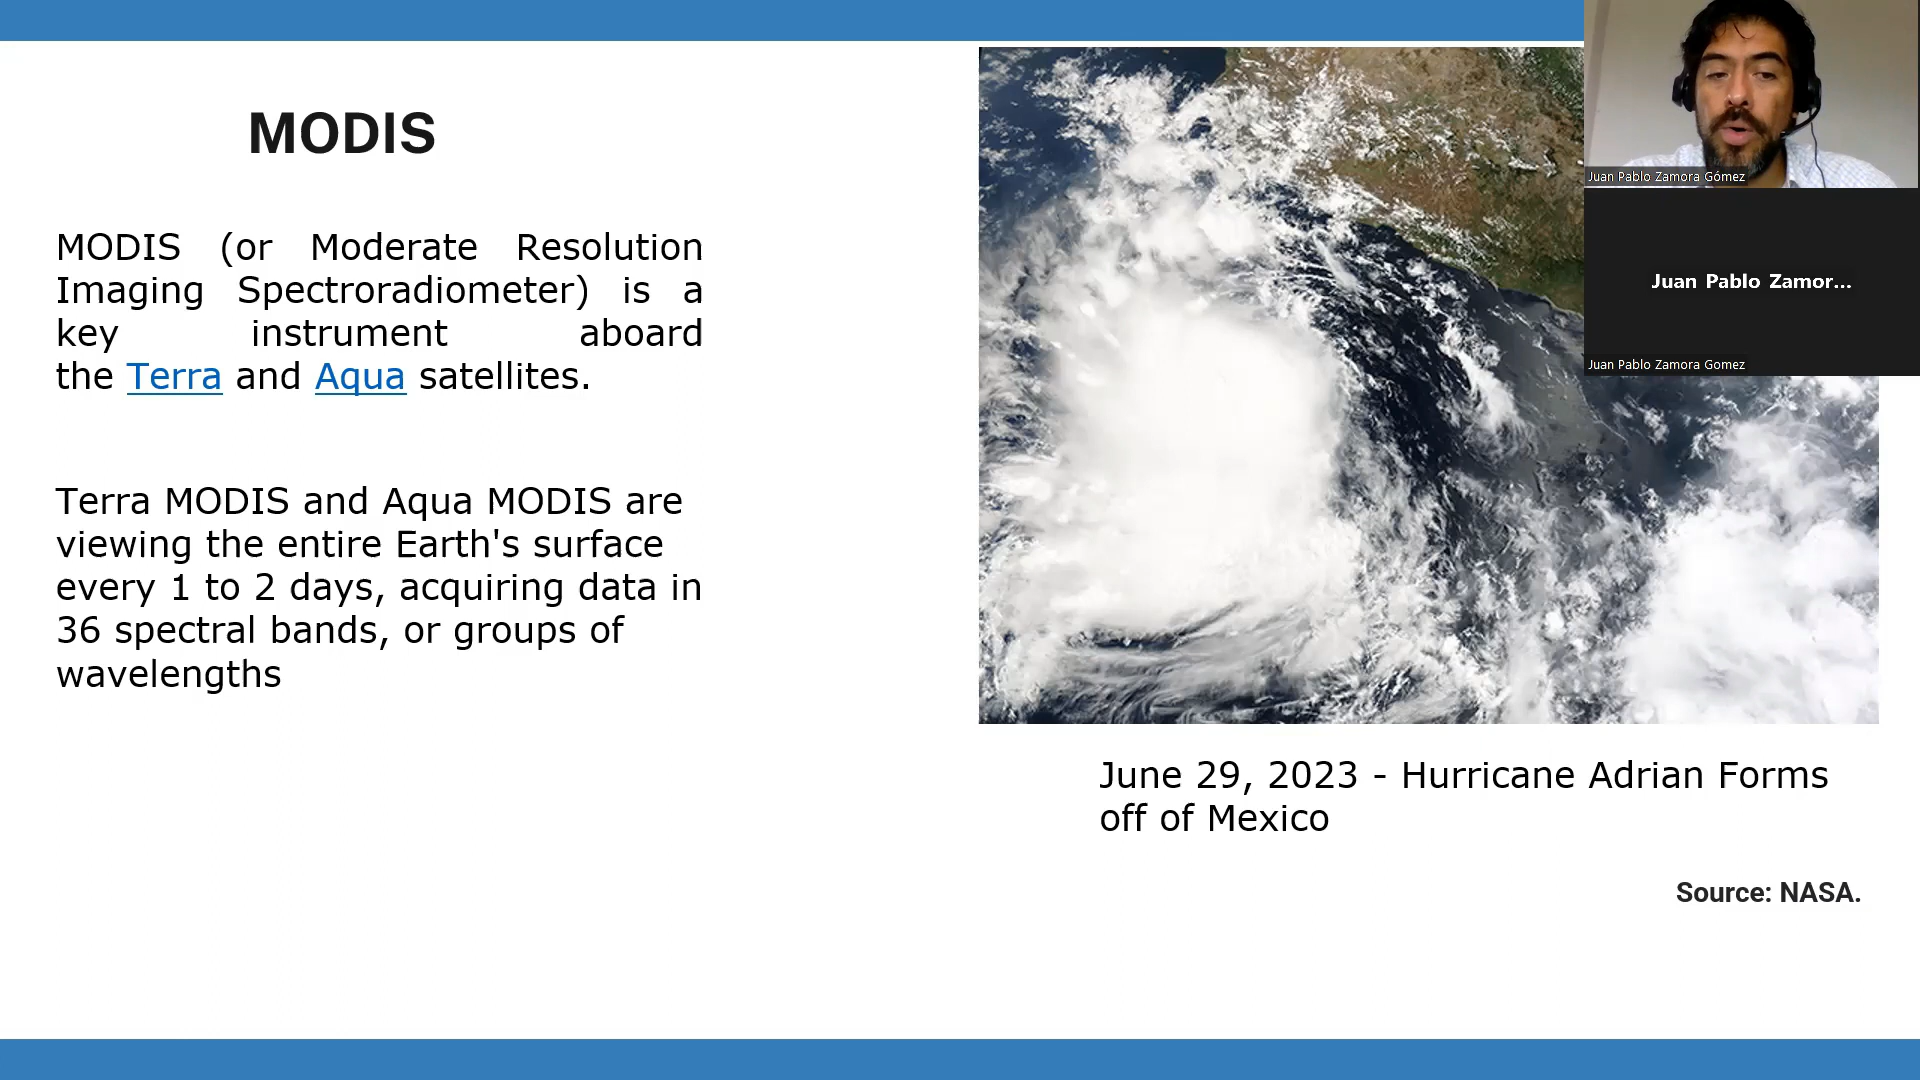 MODIS
MODIS (or Moderate Resolution
Imaging Spectroradiometer) is a
key instrument aboard
the Terra and Aqua satellites.
Terra MODIS and Aqua MODIS are
viewing the entire Earth's surface
every 1 to 2 days, acquiring data in
36 spectral bands, or groups of
wavelengths
June 29, 2023 - Hurricane Adrian Forms
off of Mexico
Source: NASA.
Juan Pablo Zamora Gómez
Juan Pablo Zamor...
Juan Pablo Zamora Gomez